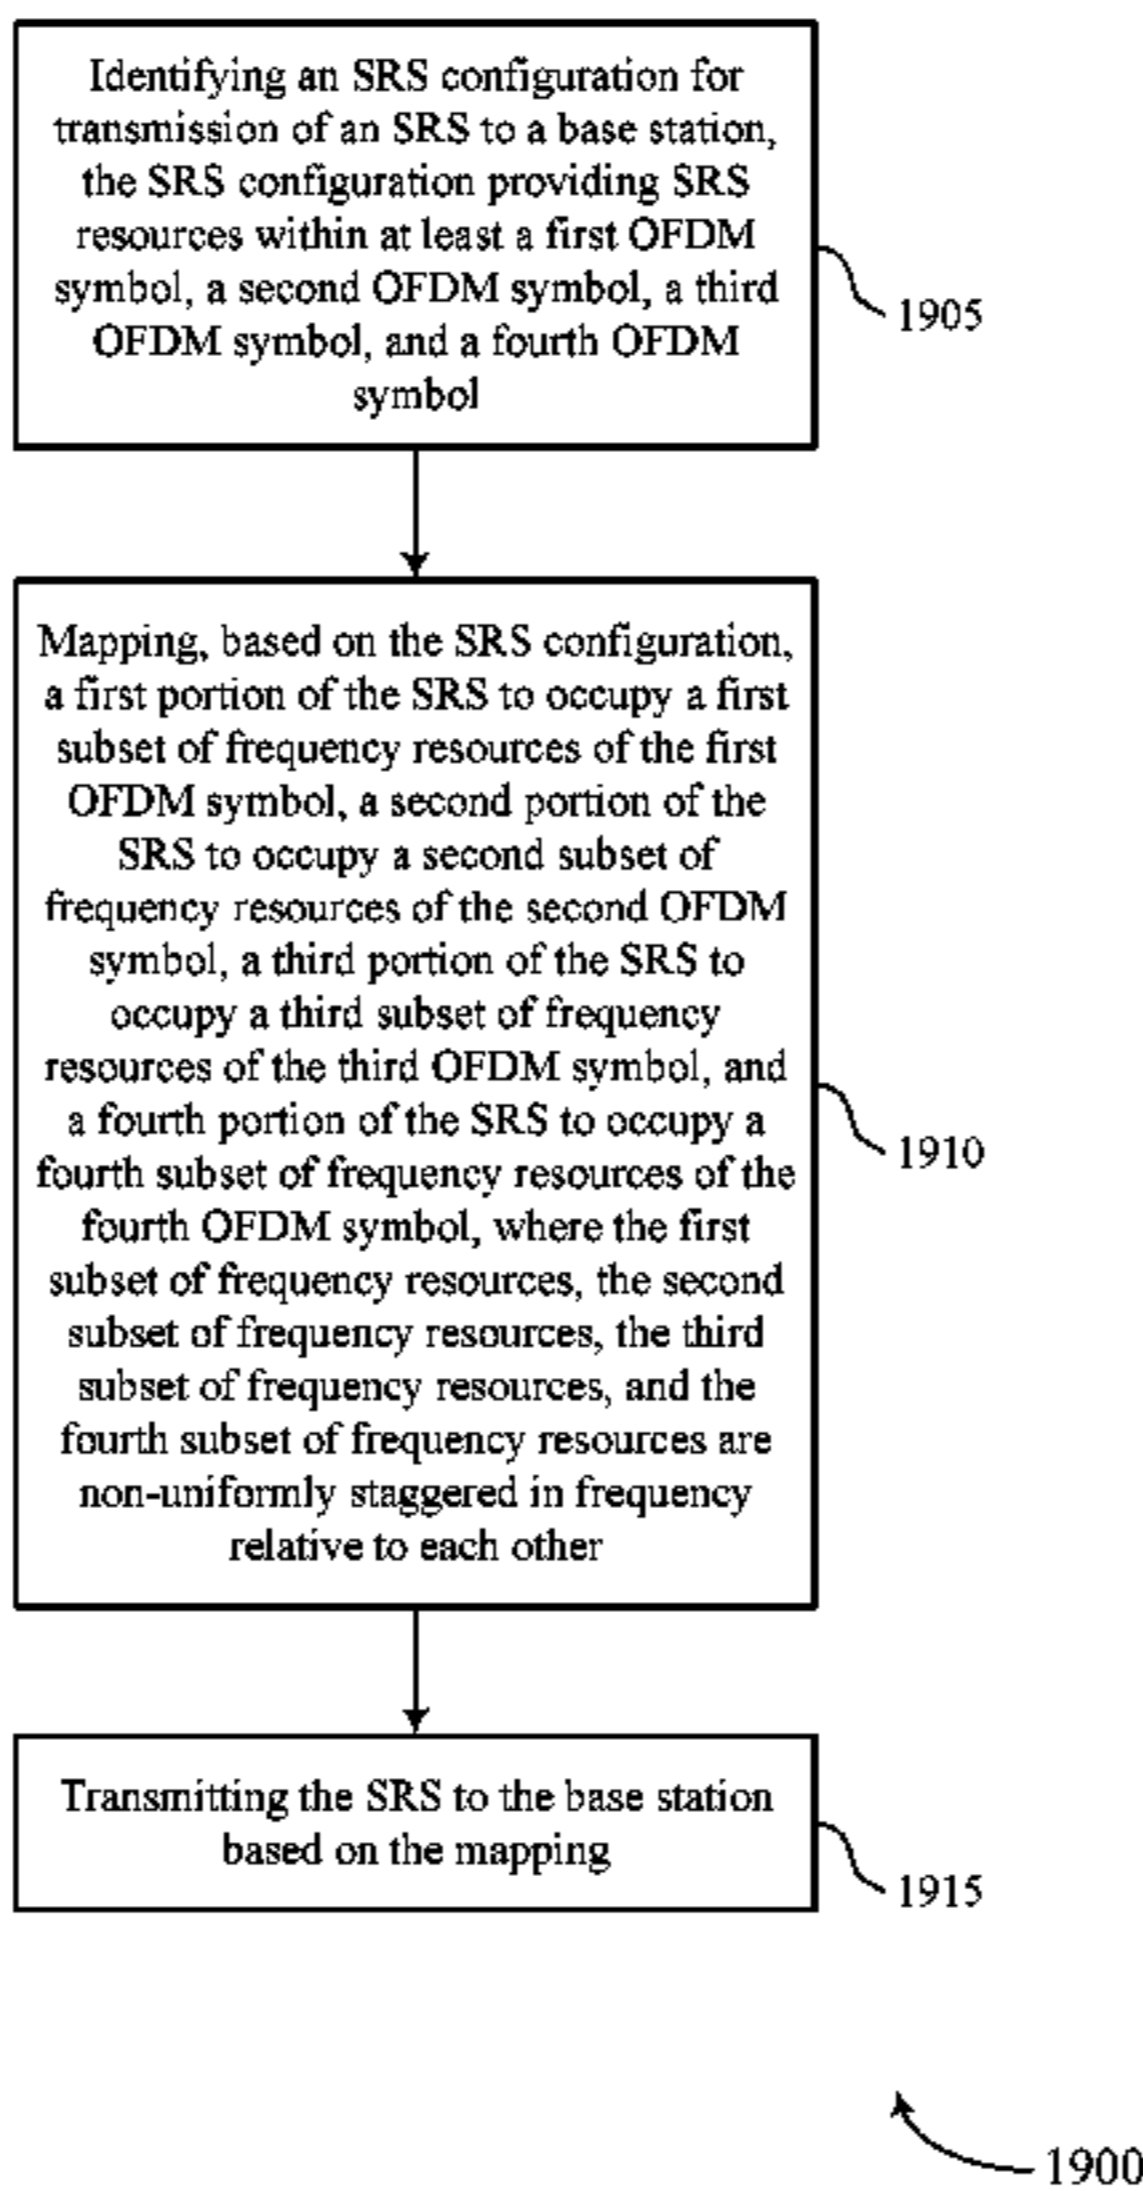 Identifying an SRS configuration for
transmission of an SRS to a base station,
the SRS configuration providing SRS
resources within at least a first OFDM
symbol, a second OFDM symbol, a third
OFDM symbol, and a fourth OFDM
symbol
1905
Mapping, based on the SRS configuration,
a first portion of the SRS to occupy a first
subset of frequency resources of the first
OFDM symbol, a second portion of the
SRS to occupy a second subset of
frequency resources of the second OFDM
symbol, a third portion of the SRS to
occupy a third subset of frequency
resources of the third OFDM symbol, and
a fourth portion of the SRS to occupy a
fourth subset of frequency resources of the
fourth OFDM symbol, where the first
subset of frequency resources, the second
subset of frequency resources, the third
subset of frequency resources, and the
fourth subset of frequency resources are
non-uniformly staggered in frequency
relative to each other
1910
Transmitting the SRS to the base station
based on the mapping
1915
1900